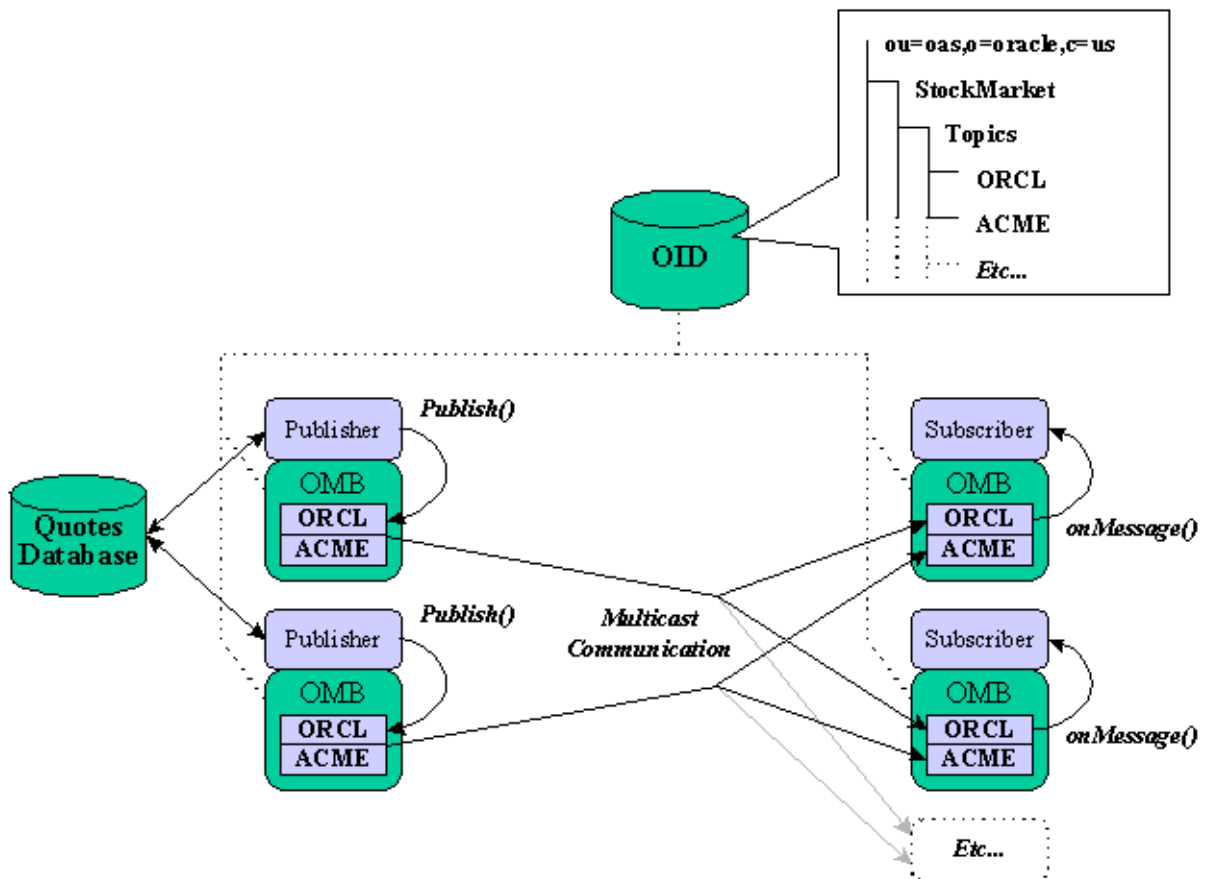 ou=oas,o=oracle,c=us
StockMarket
Topics
ORCL
ACME
Etc...
OID
Publisher
Publish()
OMB
ORCL
ACME
Quotes
Database
Publisher
Publish()
OMB
ORCL
ACME
Multicast
Communication
Subscriber
OMB
ORCL
ACME
onMessage()
Subscriber
OMB
ORCL
ACME
onMessage()
Etc...